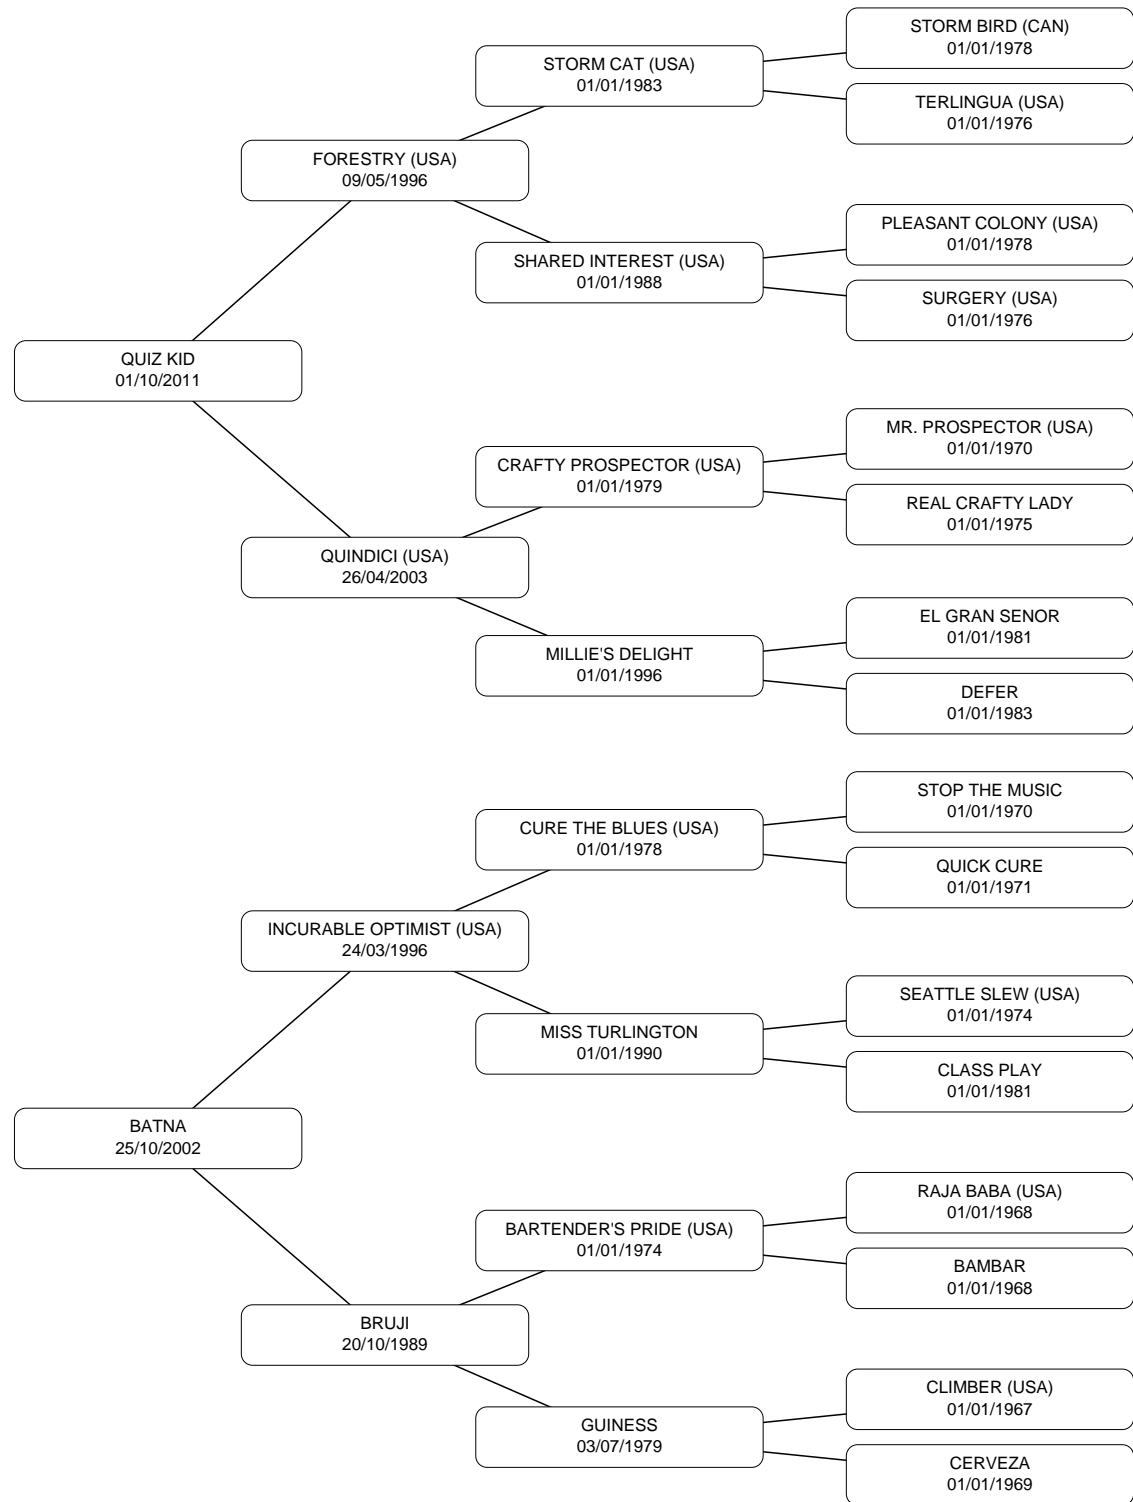 STORM BIRD (CAN)
01/01/1978
STORM CAT (USA)
01/01/1983
TERLINGUA (USA)
01/01/1976
FORESTRY (USA)
09/05/1996
PLEASANT COLONY (USA)
01/01/1978
SHARED INTEREST (USA)
01/01/1988
SURGERY (USA)
01/01/1976
QUIZ KID
01/10/2011
MR. PROSPECTOR (USA)
01/01/1970
CRAFTY PROSPECTOR (USA)
01/01/1979
REAL CRAFTY LADY
01/01/1975
QUINDICI (USA)
26/04/2003
EL GRAN SENOR
01/01/1981
MILLIE'S DELIGHT
01/01/1996
DEFER
01/01/1983
STOP THE MUSIC
01/01/1970
CURE THE BLUES (USA)
01/01/1978
QUICK CURE
01/01/1971
INCURABLE OPTIMIST (USA)
24/03/1996
SEATTLE SLEW (USA)
01/01/1974
MISS TURLINGTON
01/01/1990
CLASS PLAY
01/01/1981
BATNA
25/10/2002
RAJA BABA (USA)
01/01/1968
BARTENDER'S PRIDE (USA)
01/01/1974
BAMBAR
01/01/1968
BRUJI
20/10/1989
CLIMBER (USA)
01/01/1967
GUINESS
03/07/1979
CERVEZA
01/01/1969